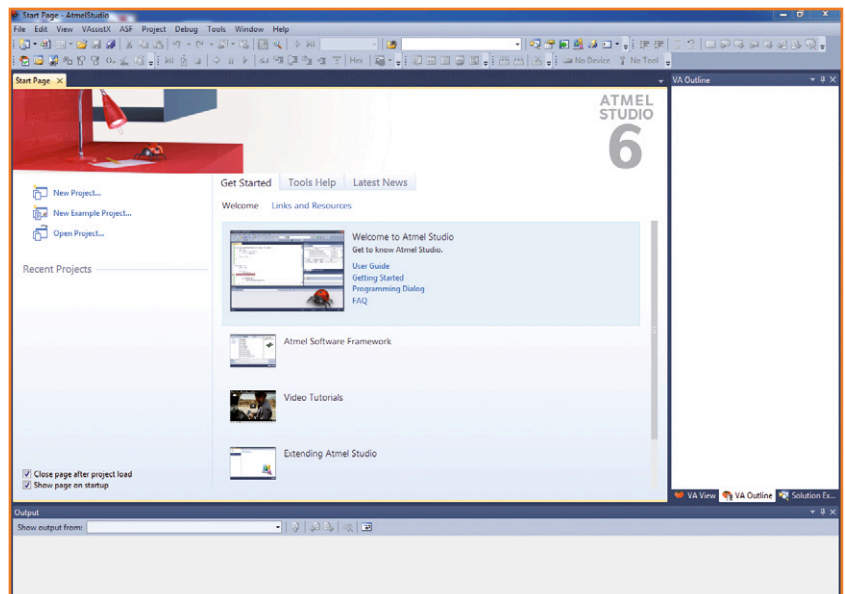 Start Page - AtmelStudio
File Edit View VAssistX ASF Project Debug Tools Window Help
Hex
No Device No Tool
Start Page
VA Outline
ATMEL
STUDIO
6
New Project...
New Example Project...
Open Project...
Recent Projects
Get Started Tools Help Latest News
Welcome Links and Resources
Welcome to Atmel Studio
Get to know Atmel Studio.
User Guide
Getting Started
Programming Dialog
FAQ
Atmel Software Framework
Video Tutorials
Extending Atmel Studio
Close page after project load
Show page on startup
VA View VA Outline Solution Ex...
Output
Show output from: